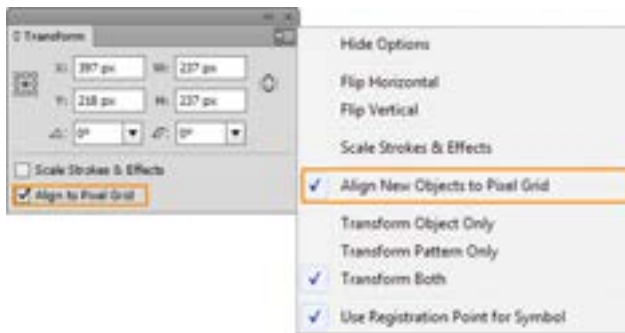 Transform
X: 397 px W: 237 px
Y: 218 px H: 237 px
0° 0°
Scale Strokes & Effects
Align to Pixel Grid
Hide Options
Flip Horizontal
Flip Vertical
Scale Strokes & Effects
Align New Objects to Pixel Grid
Transform Object Only
Transform Pattern Only
Transform Both
Use Registration Point for Symbol